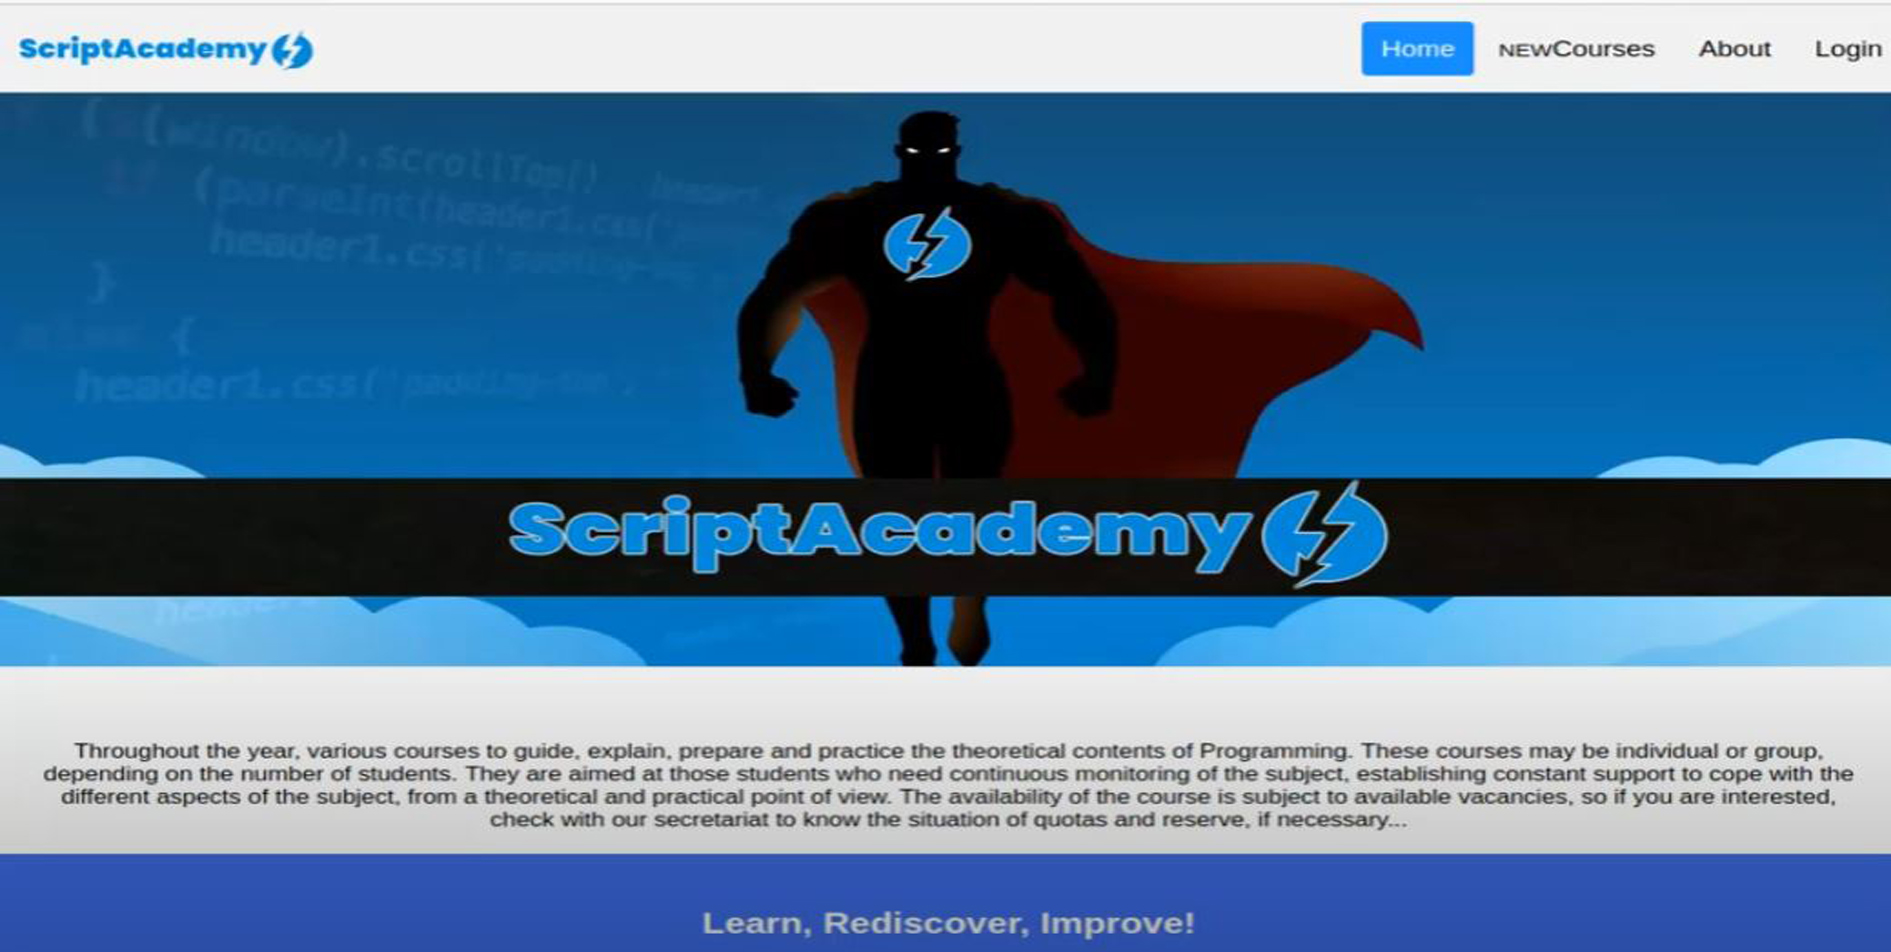 ScriptAcademy
Home NEWCourses About Login
{ (window).scrollTop()
(parseInt(header1.css(
header1.css(
}
{
header1.css("padding-top",
ScriptAcademy
Throughout the year, various courses to guide, explain, prepare and practice the theoretical contents of Programming. These courses may be individual or group,
depending on the number of students. They are aimed at those students who need continuous monitoring of the subject, establishing constant support to cope with the
different aspects of the subject, from a theoretical and practical point of view. The availability of the course is subject to available vacancies, so if you are interested,
check with our secretariat to know the situation of quotas and reserve, if necessary...
Learn, Rediscover, Improve!